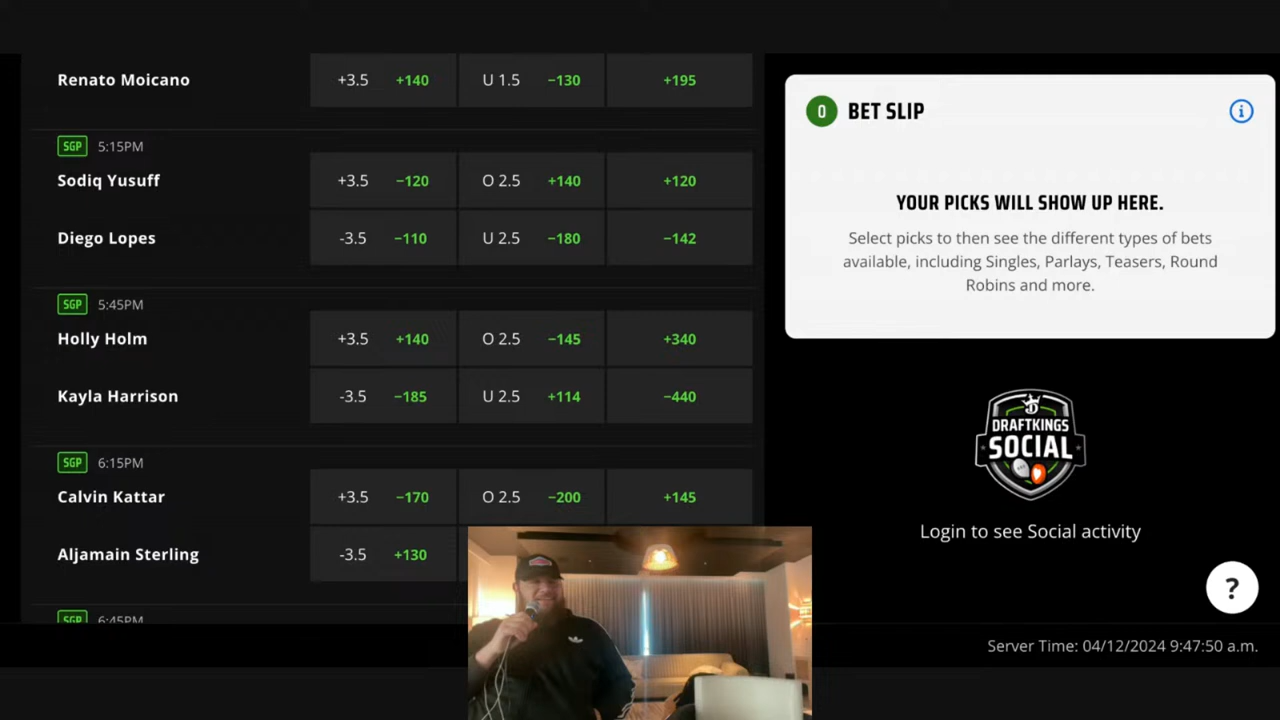 Renato Moicano +3.5 +140 U 1.5 −130 +195
SGP 5:15PM
Sodiq Yusuff +3.5 −120 O 2.5 +140 +120
Diego Lopes -3.5 −110 U 2.5 −180 −142
SGP 5:45PM
Holly Holm +3.5 +140 O 2.5 −145 +340
Kayla Harrison -3.5 −185 U 2.5 +114 −440
SGP 6:15PM
Calvin Kattar +3.5 −170 O 2.5 −200 +145
Aljamain Sterling -3.5 +130
SGP 6:45PM
0 BET SLIP
YOUR PICKS WILL SHOW UP HERE.
Select picks to then see the different types of bets
available, including Singles, Parlays, Teasers, Round
Robins and more.
DRAFTKINGS
SOCIAL
Login to see Social activity
?
Server Time: 04/12/2024 9:47:50 a.m.